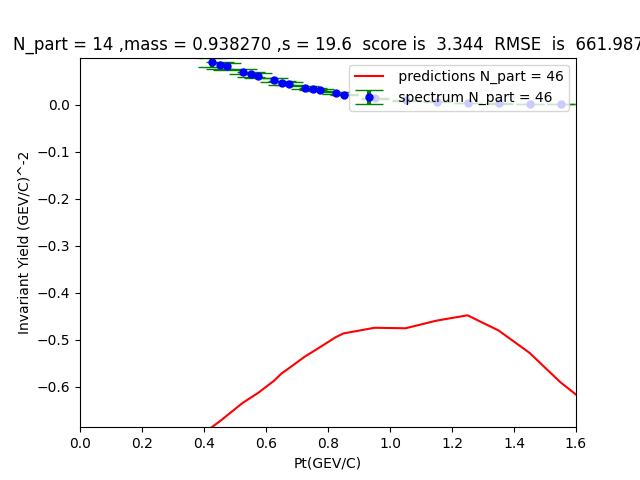 N_part = 14 ,mass = 0.938270 ,s = 19.6  score is  3.344  RMSE  is  661.987
predictions N_part = 46
spectrum N_part = 46
0.0
−0.1
−0.2
−0.3
−0.4
−0.5
−0.6
Invariant Yield (GEV/C)^-2
0.0 0.2 0.4 0.6 0.8 1.0 1.2 1.4 1.6
Pt(GEV/C)